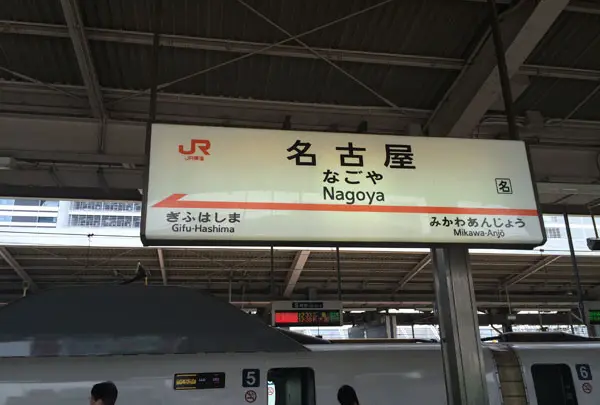 JR
JR東海
名古屋
なごや
Nagoya
名
ぎふはしま
Gifu-Hashima
みかわあんじょう
Mikawa-Anjō
5
6